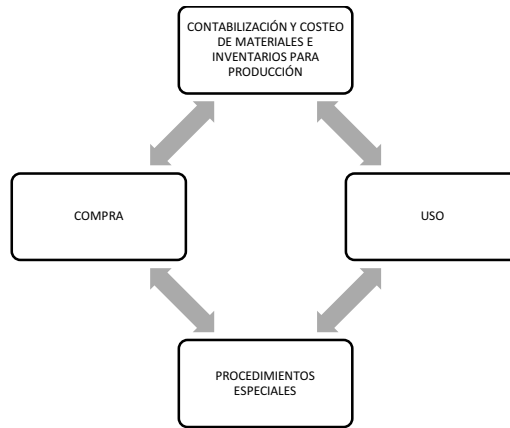 CONTABILIZACIÓN Y COSTEO
DE MATERIALES E
INVENTARIOS PARA
PRODUCCIÓN
COMPRA
USO
PROCEDIMIENTOS
ESPECIALES